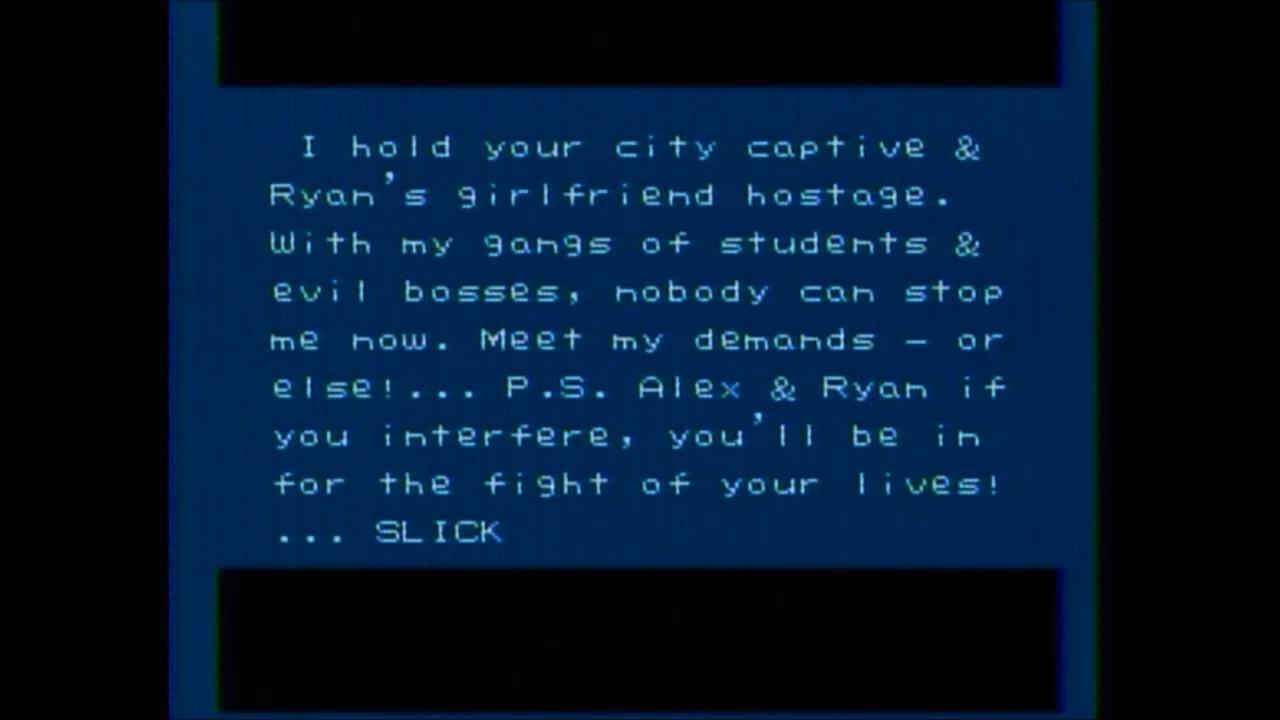 I hold your city captive &
Ryan's girlfriend hostage.
With my gangs of students &
evil bosses, nobody can stop
me now. Meet my demands - or
else!... P.S. Alex & Ryan if
you interfere, you'll be in
for the fight of your lives!
... SLICK